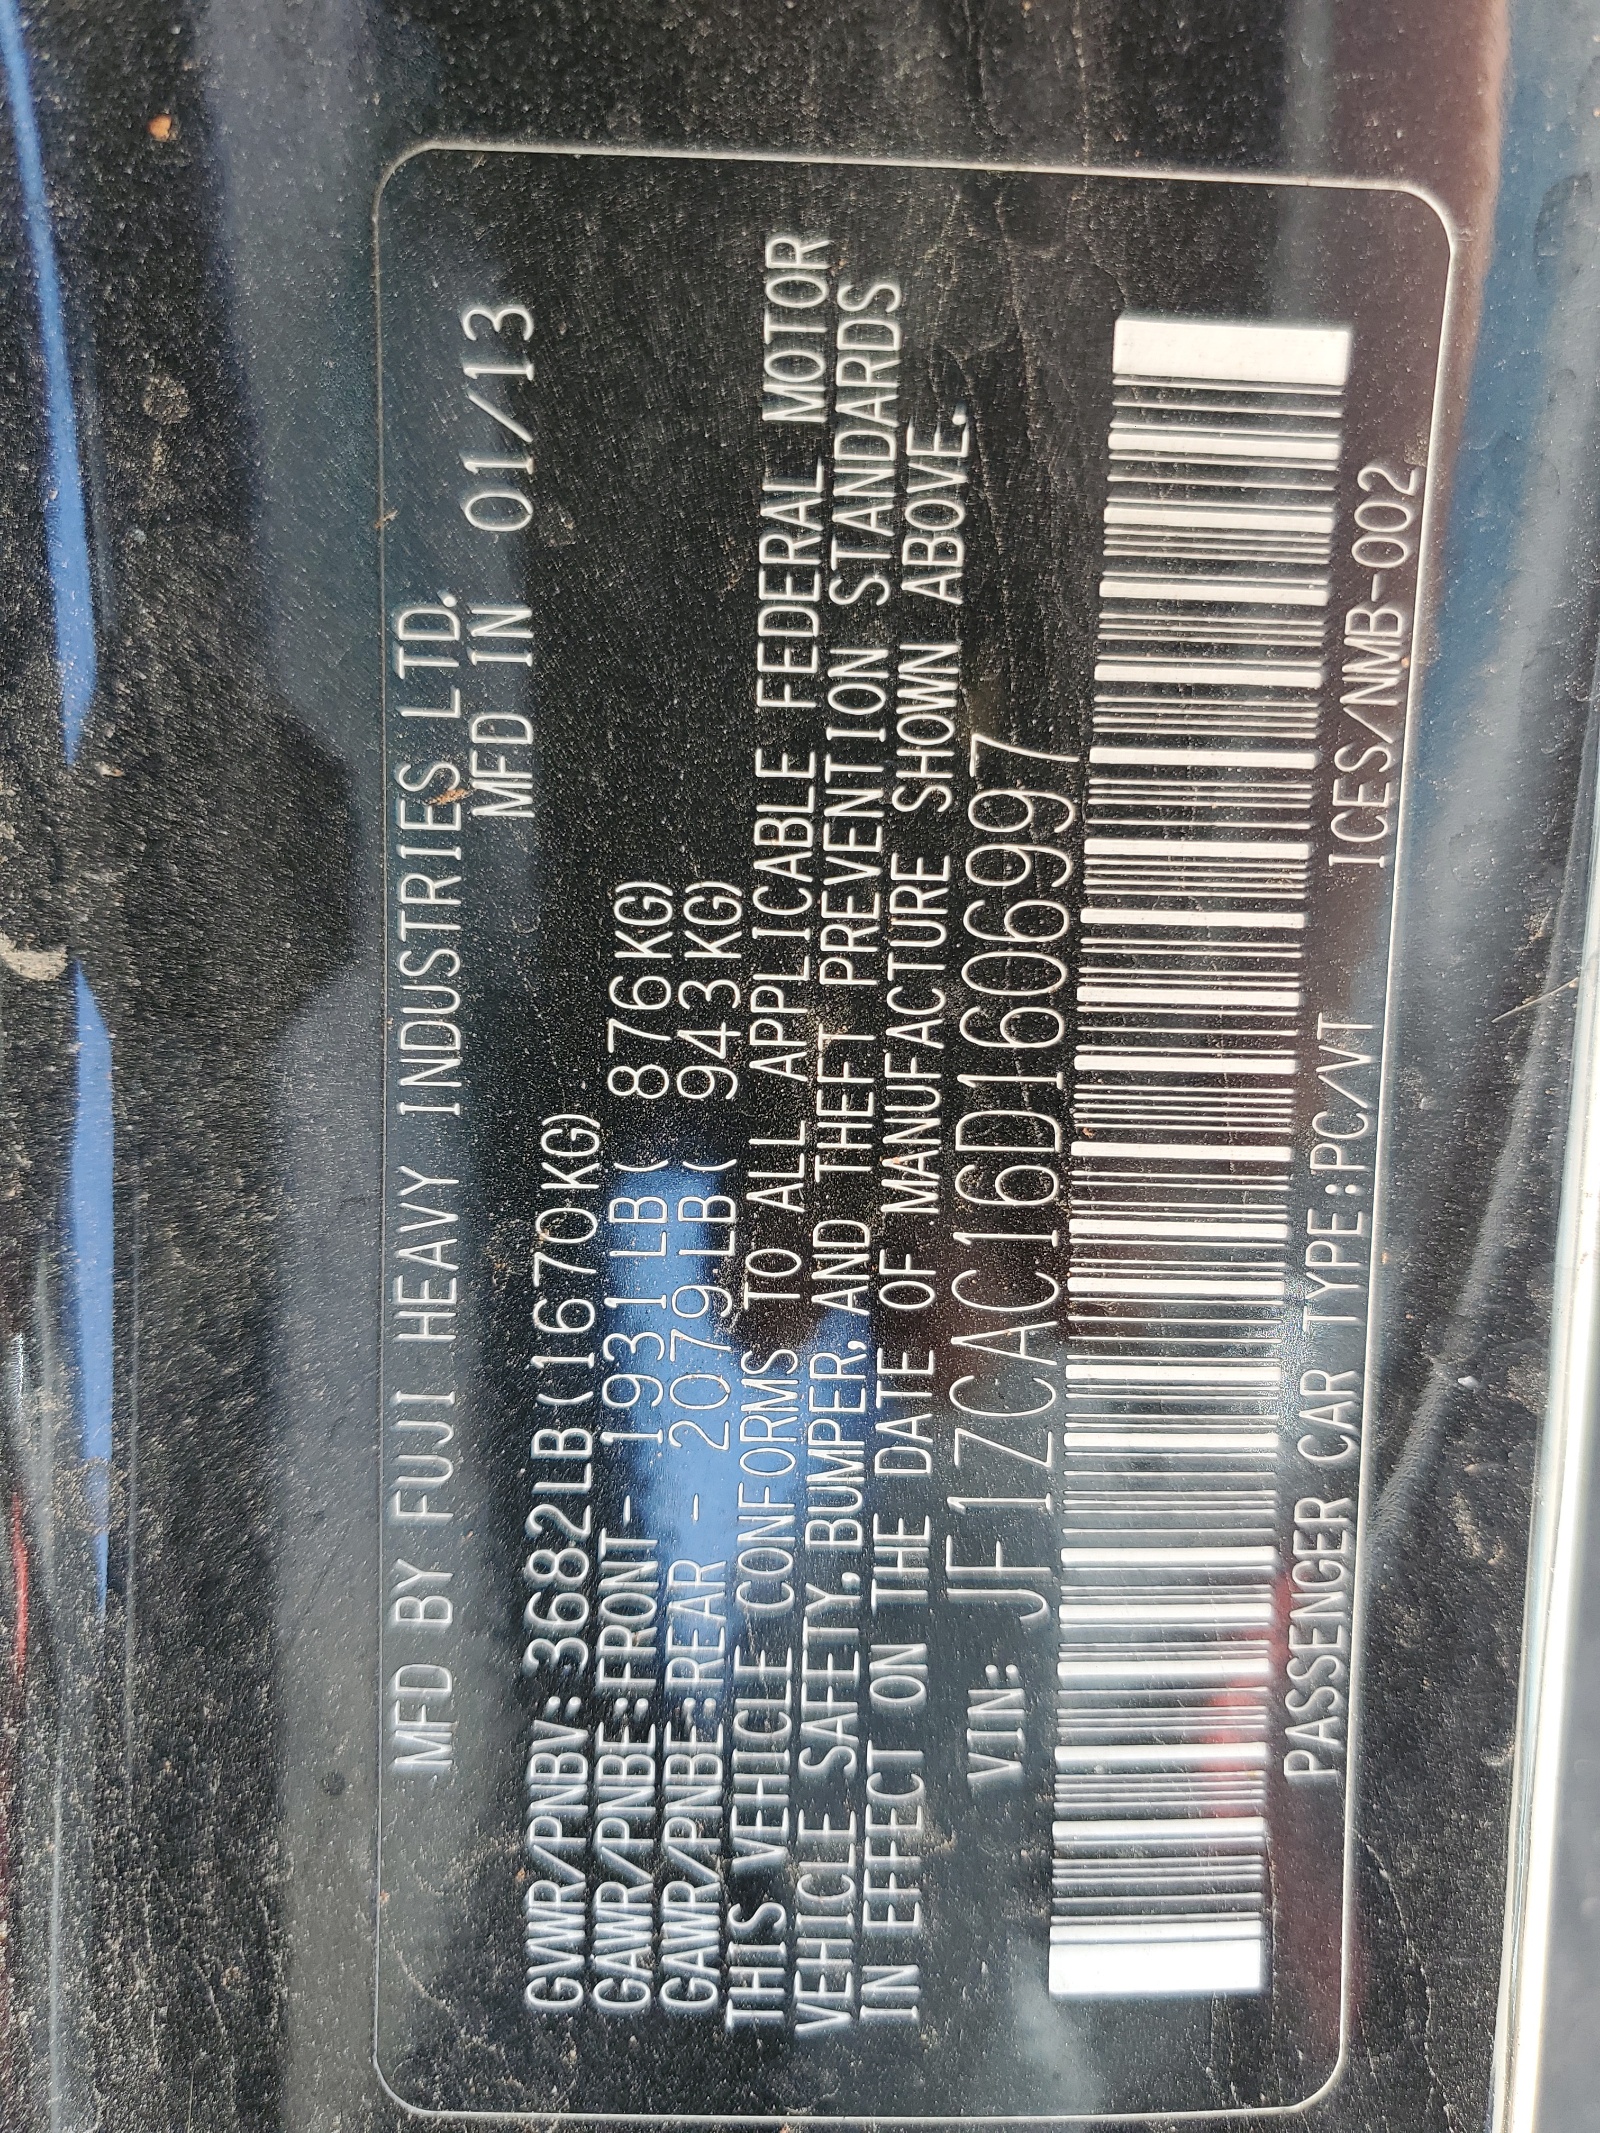 MFD BY FUJI HEAVY INDUSTRIES LTD.
MFD IN 01/13
GVWR/PNBV: 3682LB(1670KG)
GAWR/PNBE:FRONT- 1931LB( 876KG)
GAWR/PNBE:REAR - 2079LB( 943KG)
THIS VEHICLE CONFORMS TO ALL APPLICABLE FEDERAL MOTOR
VEHICLE SAFETY, BUMPER, AND THEFT PREVENTION STANDARDS
IN EFFECT ON THE DATE OF MANUFACTURE SHOWN ABOVE.
VIN: JF1ZCAC16D1606997
PASSENGER CAR TYPE:PC/VT ICES/NMB-002